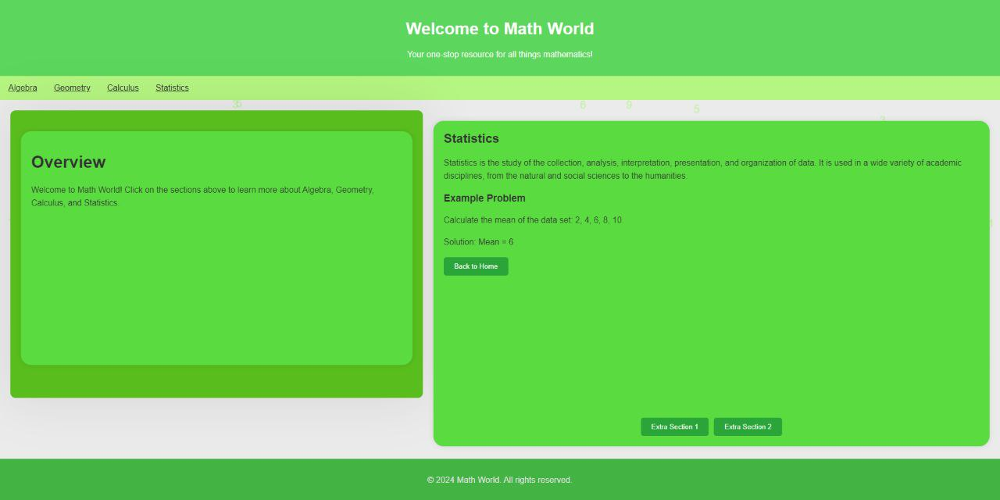 Welcome to Math World
Your one-stop resource for all things mathematics!
Algebra Geometry Calculus Statistics
6 9 5
Overview
Welcome to Math World! Click on the sections above to learn more about Algebra, Geometry,
Calculus, and Statistics.
Statistics
Statistics is the study of the collection, analysis, interpretation, presentation, and organization of data. It is used in a wide variety of academic
disciplines, from the natural and social sciences to the humanities.
Example Problem
Calculate the mean of the data set: 2, 4, 6, 8, 10.
Solution: Mean = 6
Back to Home
Extra Section 1 Extra Section 2
© 2024 Math World. All rights reserved.